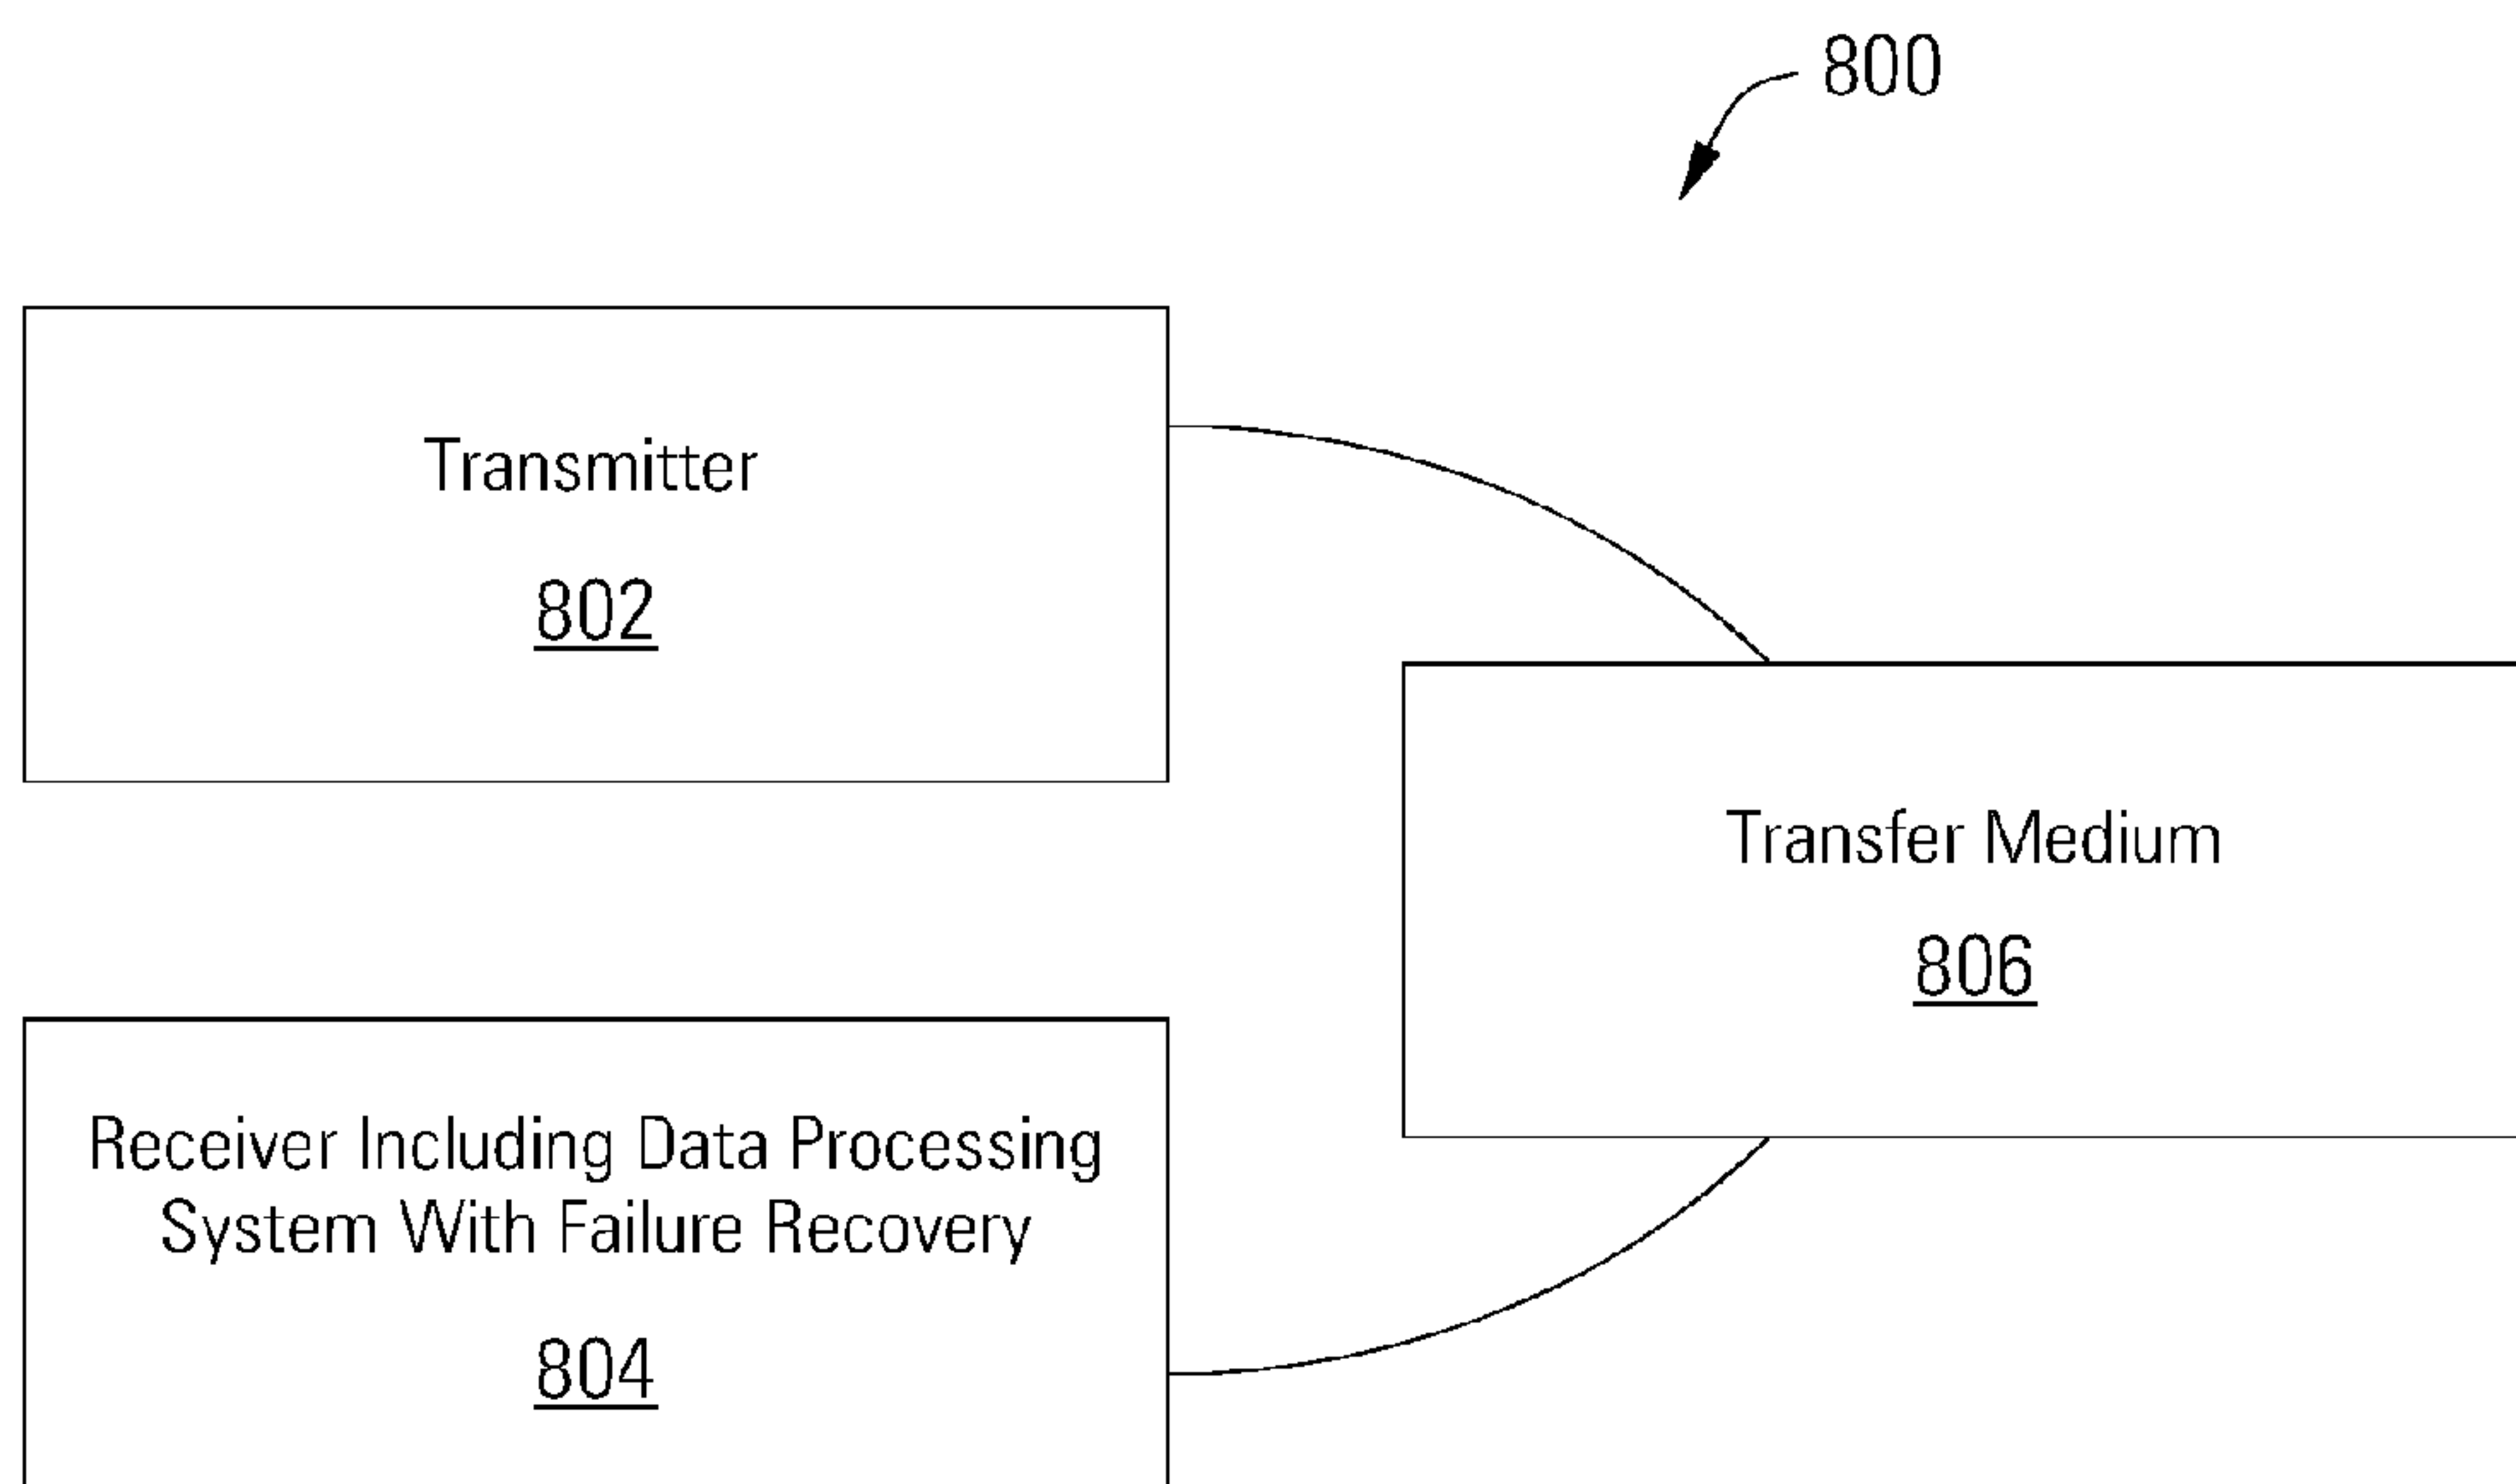 800
Transmitter
802
Transfer Medium
806
Receiver Including Data Processing
System With Failure Recovery
804